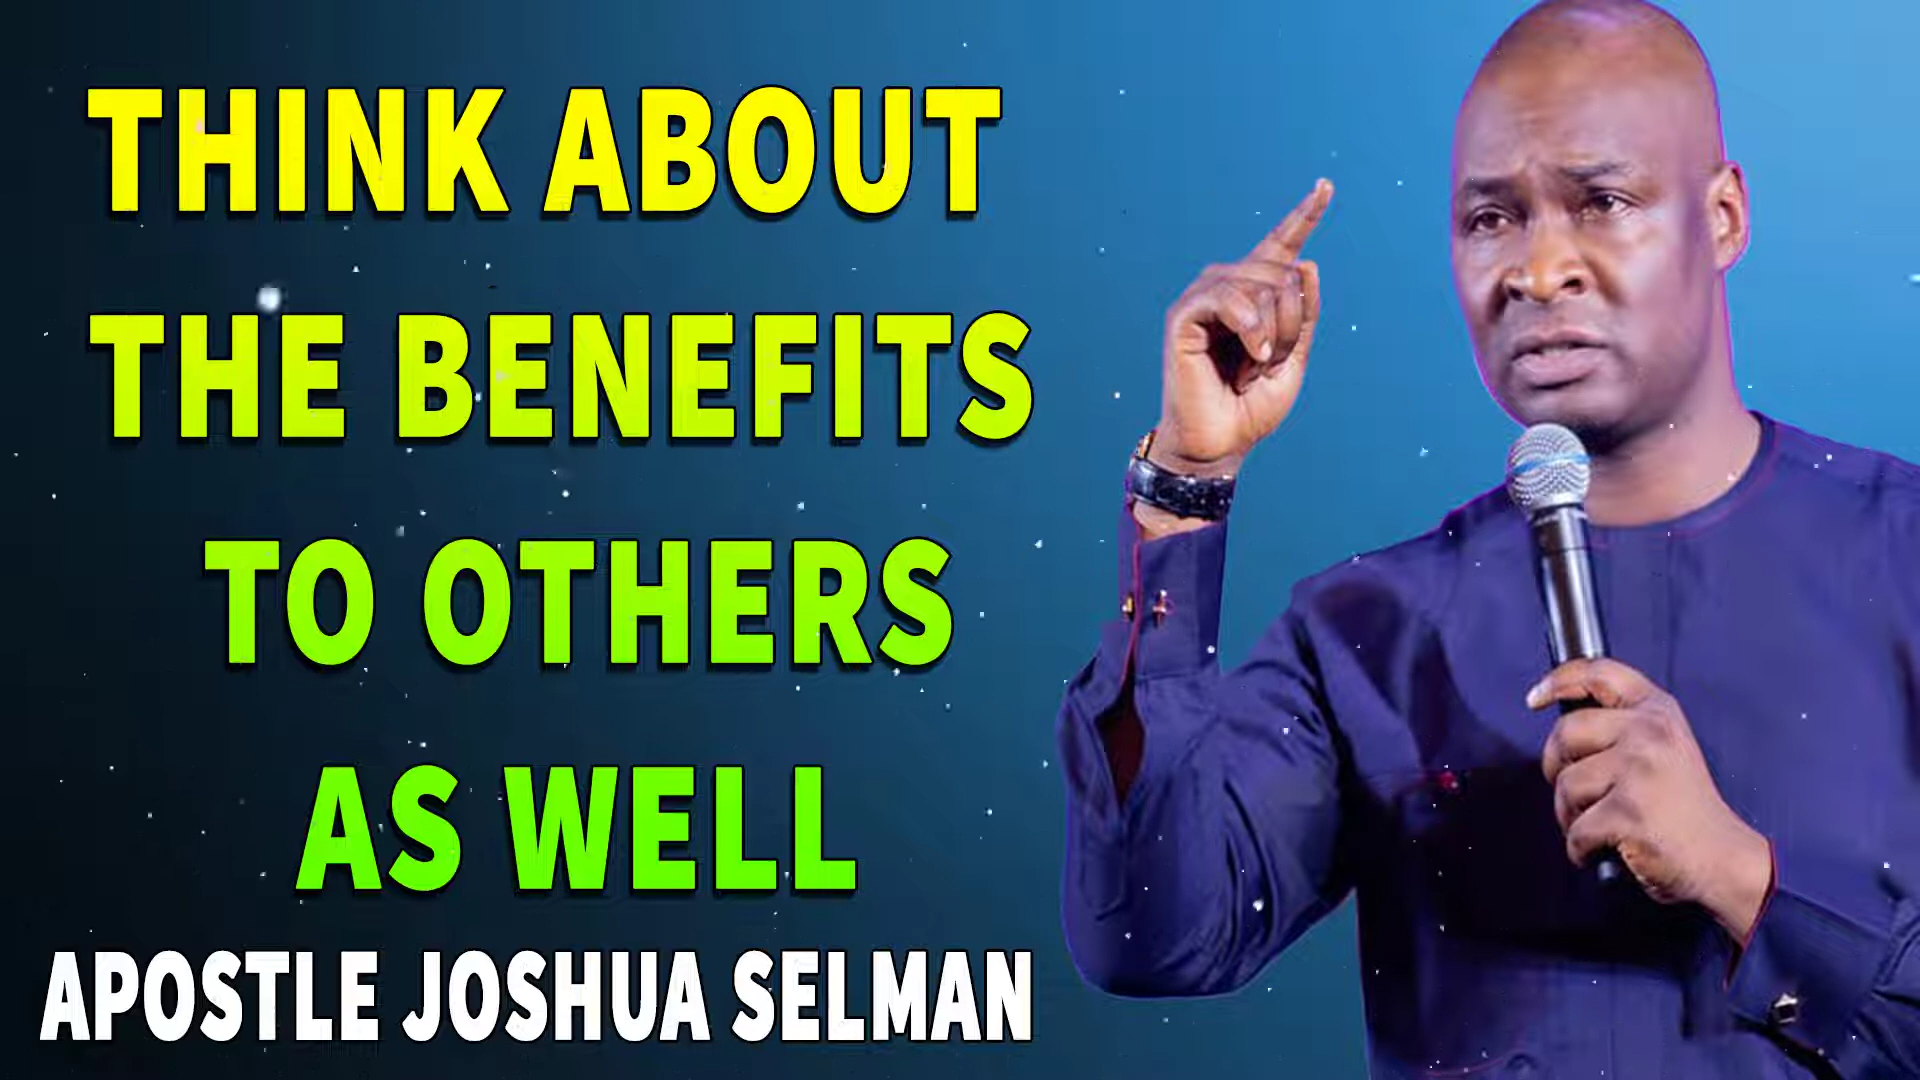 THINK ABOUT
THE BENEFITS
TO OTHERS
AS WELL
APOSTLE JOSHUA SELMAN